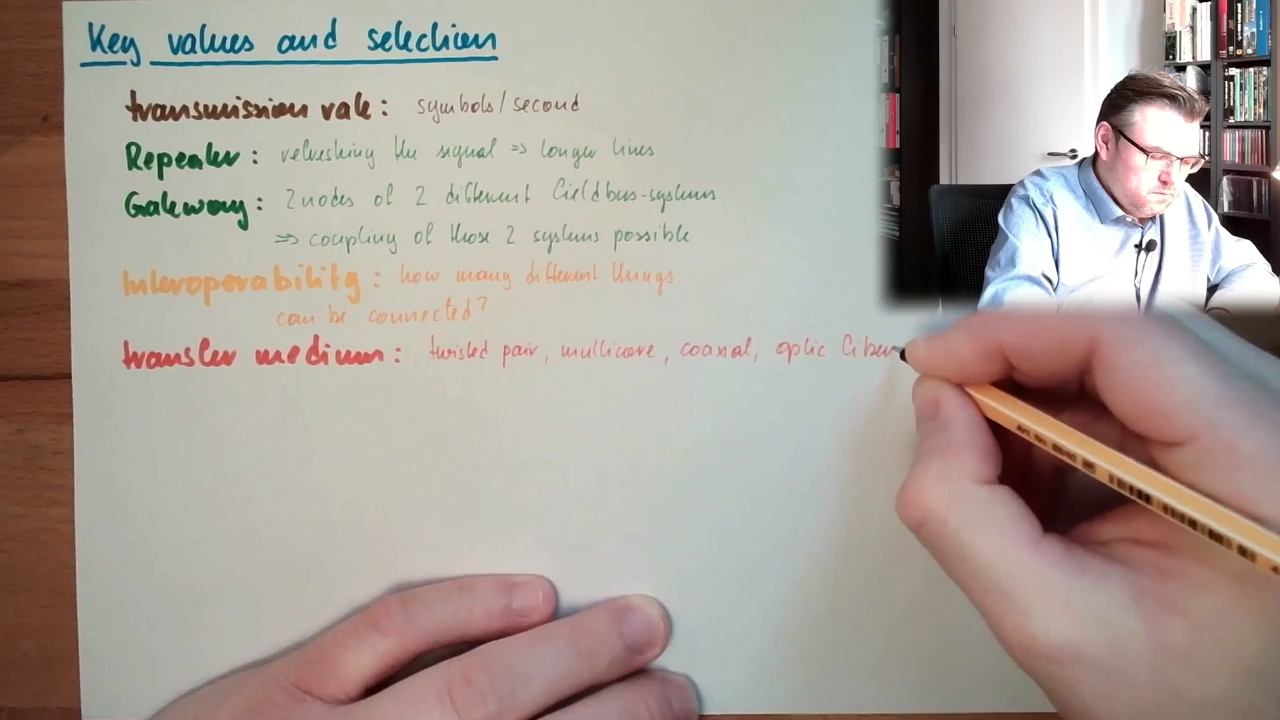 Key values and selection
transmission rate: symbols/second
Repeater: refreshing the signal ⇒ longer lines
Gateway: 2 nodes of 2 different fieldbus-systems
⇒ coupling of those 2 systems possible
Interoperability: how many different things
can be connected?
transfer medium: twisted pair, multicore, coaxial, optic fiber